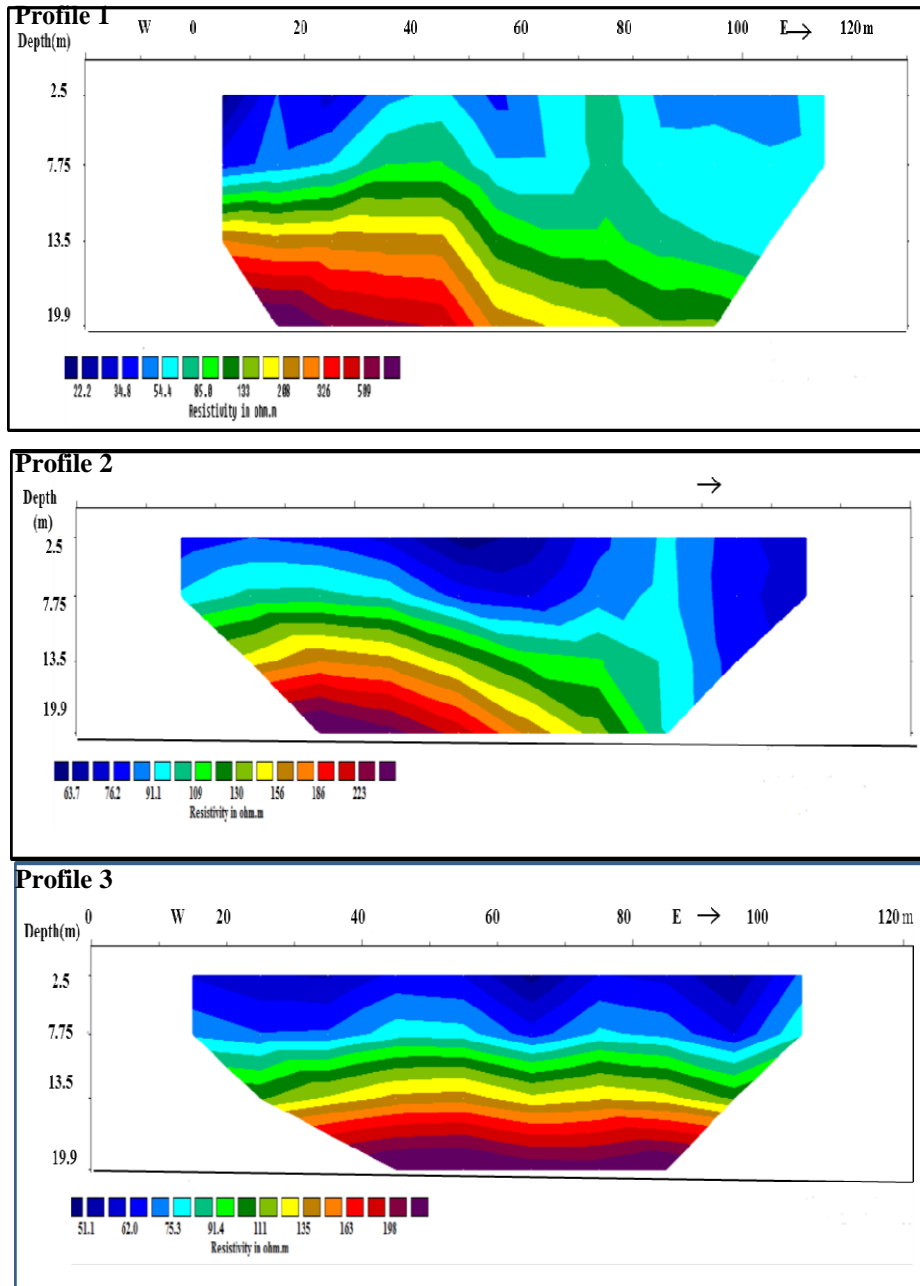 Profile 1
Depth(m) W 0 20 40 60 80 100 E → 120 m
2.5
7.75
13.5
19.9
22.2 34.8 54.4 85.0 133 208 326 509
Resistivity in ohm.m
Profile 2
Depth
(m)
→
2.5
7.75
13.5
19.9
63.7 76.2 91.1 109 130 156 186 223
Resistivity in ohm.m
Profile 3
0 W 20 40 60 80 E → 100 120 m
Depth(m)
2.5
7.75
13.5
19.9
51.1 62.0 75.3 91.4 111 135 163 198
Resistivity in ohm.m